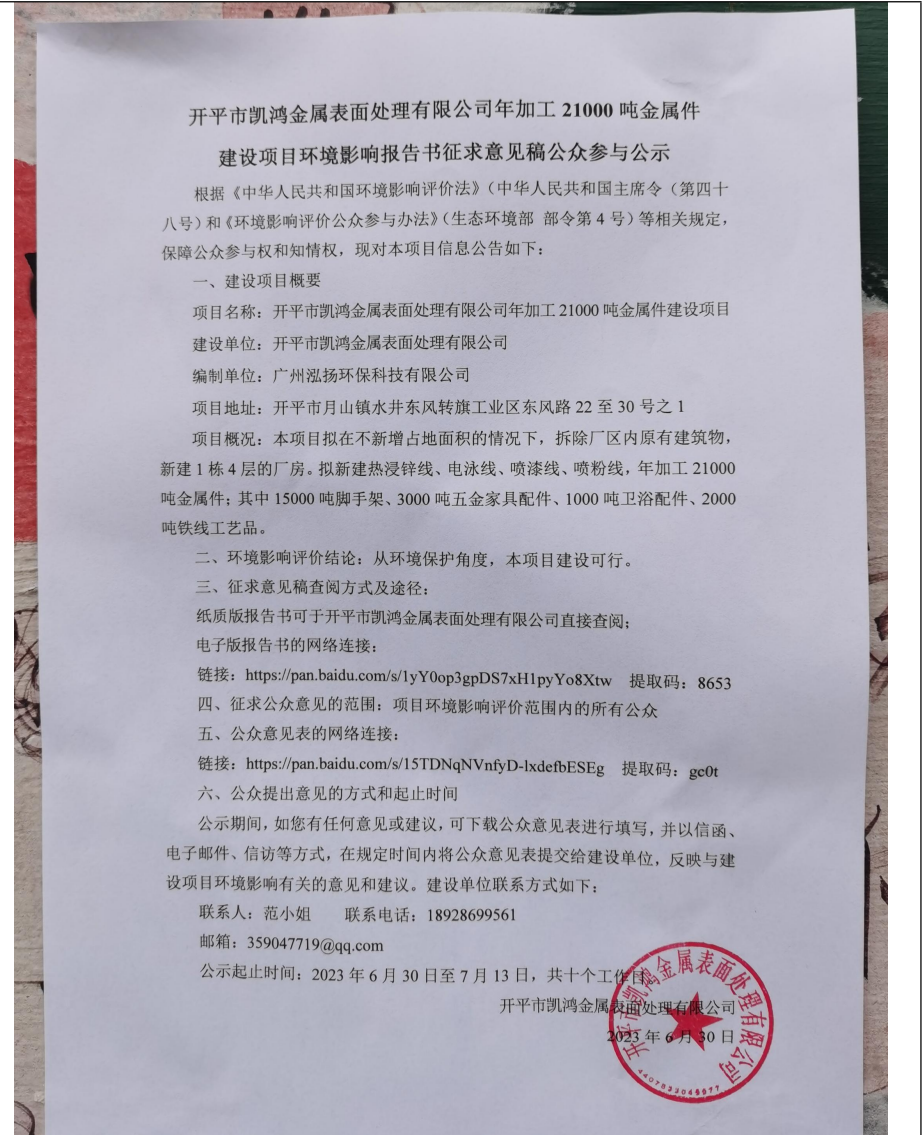 开平市凯鸿金属表面处理有限公司年加工 21000 吨金属件
建设项目环境影响报告书征求意见稿公众参与公示
根据《中华人民共和国环境影响评价法》（中华人民共和国主席令（第四十
八号）和《环境影响评价公众参与办法》（生态环境部 部令第 4 号）等相关规定，
保障公众参与权和知情权，现对本项目信息公告如下：
一、建设项目概要
项目名称：开平市凯鸿金属表面处理有限公司年加工 21000 吨金属件建设项目
建设单位：开平市凯鸿金属表面处理有限公司
编制单位：广州泓扬环保科技有限公司
项目地址：开平市月山镇水井东风转旗工业区东风路 22 至 30 号之 1
项目概况：本项目拟在不新增占地面积的情况下，拆除厂区内原有建筑物，
新建 1 栋 4 层的厂房。拟新建热浸锌线、电泳线、喷漆线、喷粉线，年加工 21000
吨金属件；其中 15000 吨脚手架、3000 吨五金家具配件、1000 吨卫浴配件、2000
吨铁线工艺品。
二、环境影响评价结论：从环境保护角度，本项目建设可行。
三、征求意见稿查阅方式及途径：
纸质版报告书可于开平市凯鸿金属表面处理有限公司直接查阅；
电子版报告书的网络连接：
链接：https://pan.baidu.com/s/1yY0op3gpDS7xH1pyYo8Xtw 提取码：8653
四、征求公众意见的范围：项目环境影响评价范围内的所有公众
五、公众意见表的网络连接：
链接：https://pan.baidu.com/s/15TDNqNVnfyD-lxdefbESEg 提取码：gc0t
六、公众提出意见的方式和起止时间
公示期间，如您有任何意见或建议，可下载公众意见表进行填写，并以信函、
电子邮件、信访等方式，在规定时间内将公众意见表提交给建设单位，反映与建
设项目环境影响有关的意见和建议。建设单位联系方式如下：
联系人：范小姐 联系电话：18928699561
邮箱：359047719@qq.com
公示起止时间：2023 年 6 月 30 日至 7 月 13 日，共十个工作日
开平市凯鸿金属表面处理有限公司
2023 年 6 月 30 日
开平市凯鸿金属表面处理有限公司